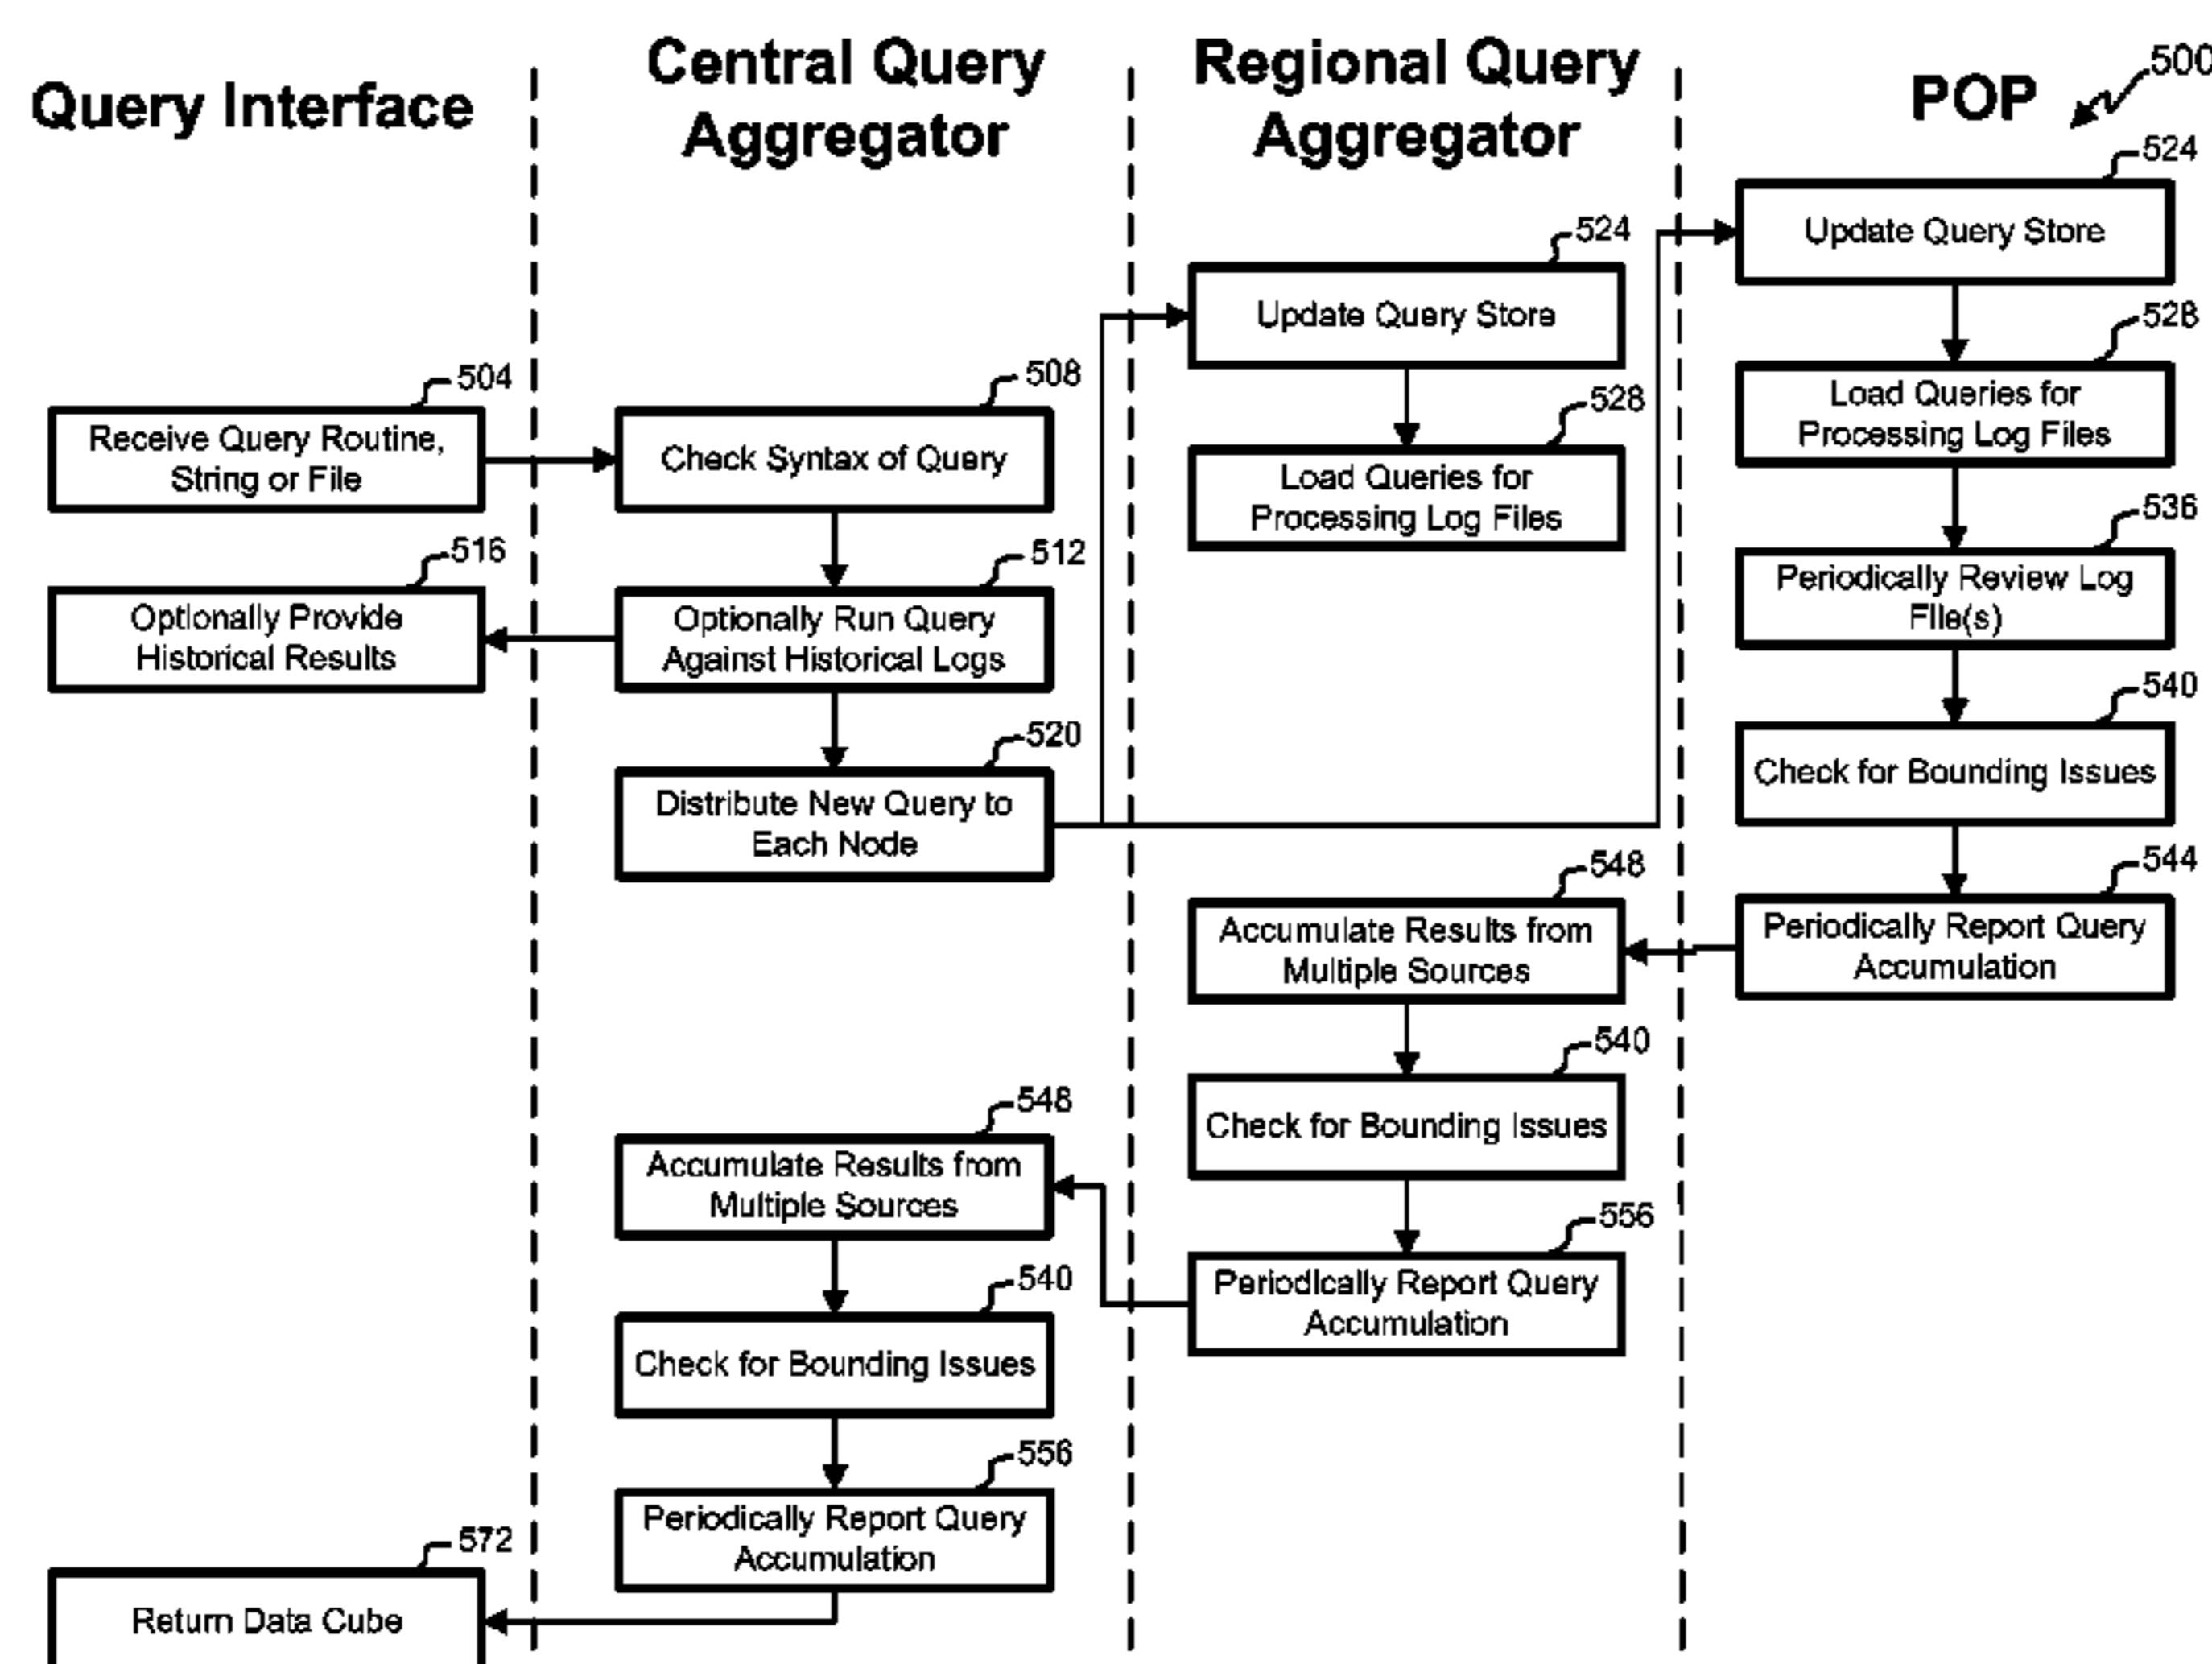 Query Interface
Central Query
Aggregator
Regional Query
Aggregator
POP
500
504
Receive Query Routine,
String or File
516
Optionally Provide
Historical Results
572
Return Data Cube
508
Check Syntax of Query
512
Optionally Run Query
Against Historical Logs
520
Distribute New Query to
Each Node
548
Accumulate Results from
Multiple Sources
540
Check for Bounding Issues
556
Periodically Report Query
Accumulation
524
Update Query Store
528
Load Queries for
Processing Log Files
548
Accumulate Results from
Multiple Sources
540
Check for Bounding Issues
556
Periodically Report Query
Accumulation
524
Update Query Store
528
Load Queries for
Processing Log Files
536
Periodically Review Log
File(s)
540
Check for Bounding Issues
544
Periodically Report Query
Accumulation